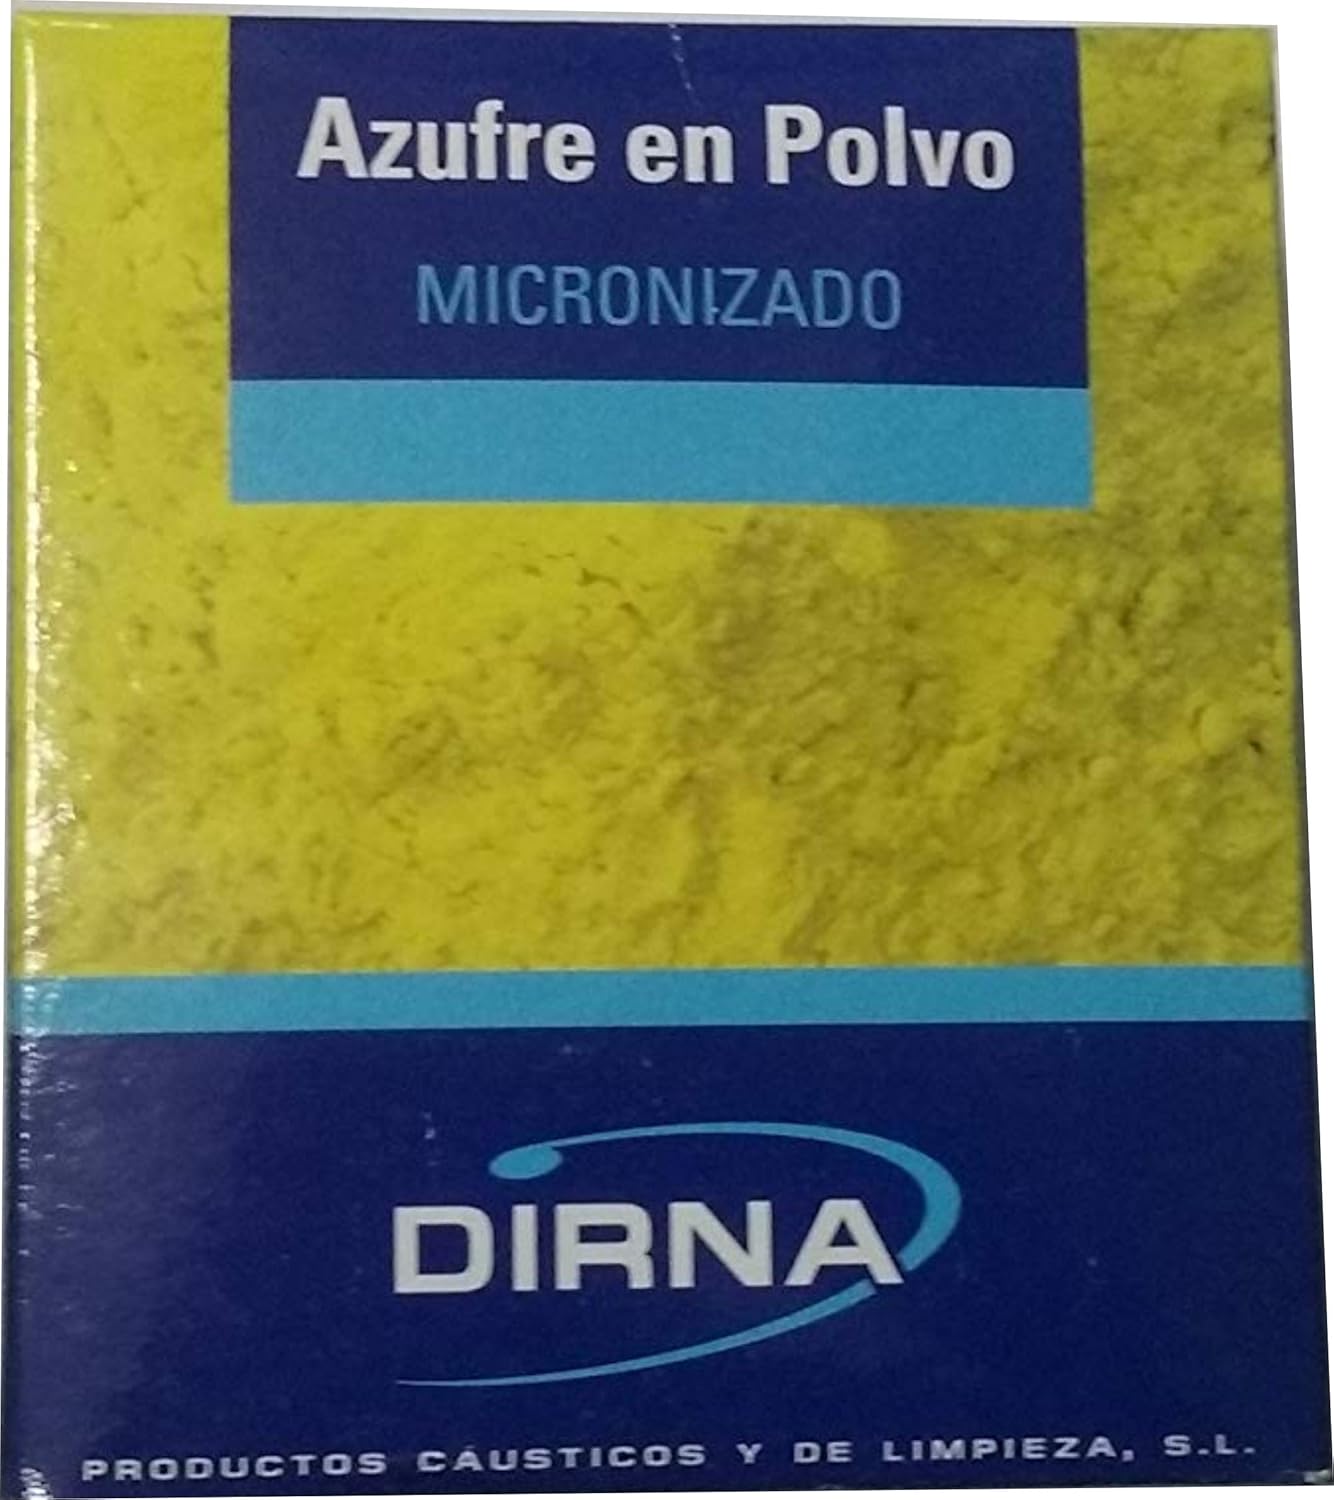 Azufre en Polvo
MICRONIZADO
DIRNA
PRODUCTOS CÁUSTICOS Y DE LIMPIEZA, S.L.